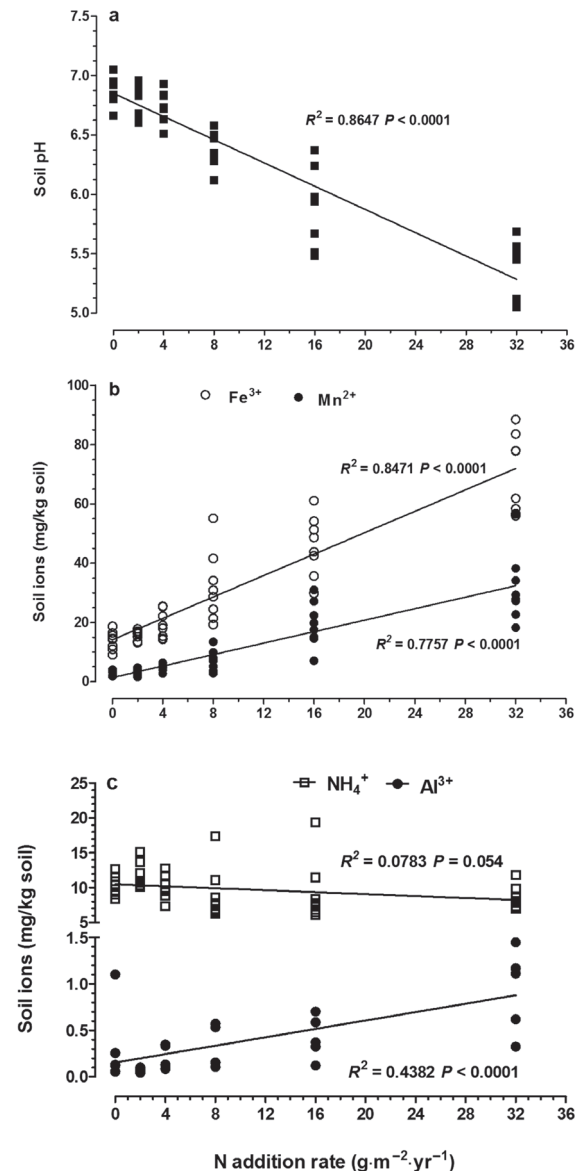 a
7.5
7.0
6.5
6.0
5.5
5.0
Soil pH
R² = 0.8647 P < 0.0001
0 4 8 12 16 20 24 28 32 36
b
Fe³⁺ Mn²⁺
100
80
60
40
20
0
Soil ions (mg/kg soil)
R² = 0.8471 P < 0.0001
R² = 0.7757 P < 0.0001
0 4 8 12 16 20 24 28 32 36
c
NH₄⁺ Al³⁺
25
20
15
10
5
1.5
1.0
0.5
0.0
Soil ions (mg/kg soil)
R² = 0.0783 P = 0.054
R² = 0.4382 P < 0.0001
0 4 8 12 16 20 24 28 32 36
N addition rate (g·m⁻²·yr⁻¹)